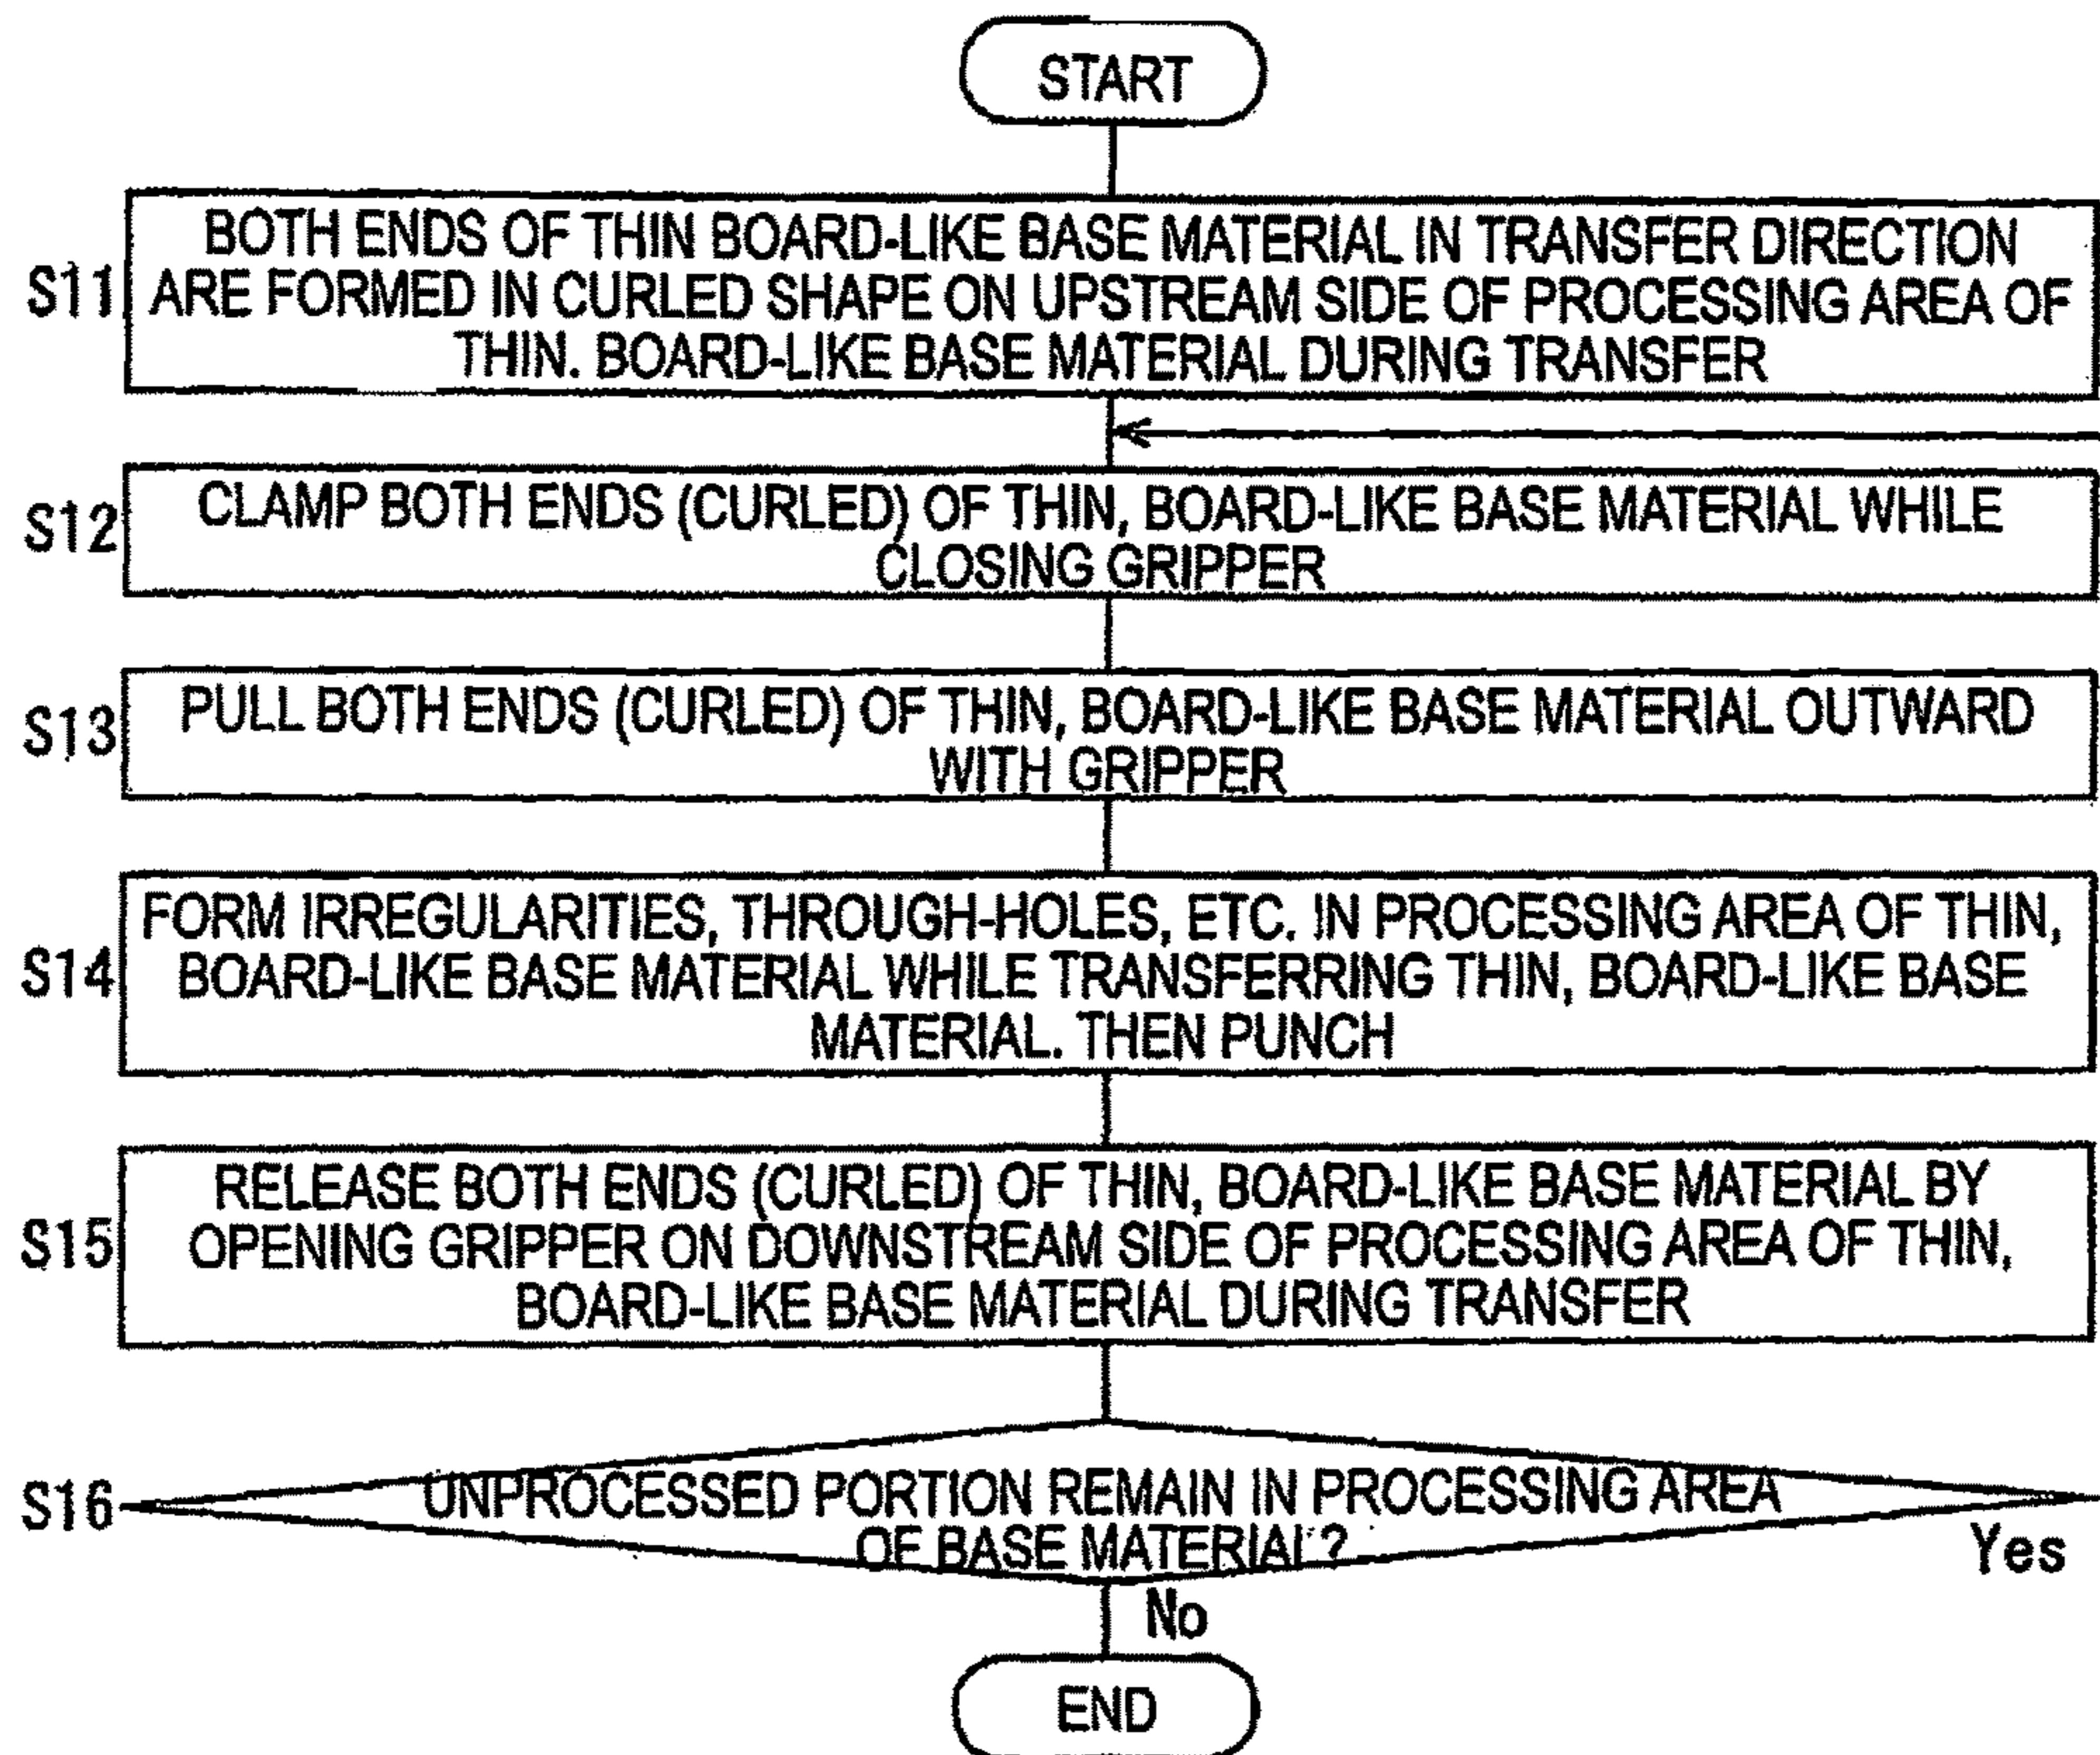 START
S11
BOTH ENDS OF THIN BOARD-LIKE BASE MATERIAL IN TRANSFER DIRECTION
ARE FORMED IN CURLED SHAPE ON UPSTREAM SIDE OF PROCESSING AREA OF
THIN. BOARD-LIKE BASE MATERIAL DURING TRANSFER
S12
CLAMP BOTH ENDS (CURLED) OF THIN, BOARD-LIKE BASE MATERIAL WHILE
CLOSING GRIPPER
S13
PULL BOTH ENDS (CURLED) OF THIN, BOARD-LIKE BASE MATERIAL OUTWARD
WITH GRIPPER
S14
FORM IRREGULARITIES, THROUGH-HOLES, ETC. IN PROCESSING AREA OF THIN,
BOARD-LIKE BASE MATERIAL WHILE TRANSFERRING THIN, BOARD-LIKE BASE
MATERIAL. THEN PUNCH
S15
RELEASE BOTH ENDS (CURLED) OF THIN, BOARD-LIKE BASE MATERIAL BY
OPENING GRIPPER ON DOWNSTREAM SIDE OF PROCESSING AREA OF THIN,
BOARD-LIKE BASE MATERIAL DURING TRANSFER
S16
UNPROCESSED PORTION REMAIN IN PROCESSING AREA
OF BASE MATERIAL?
Yes
No
END